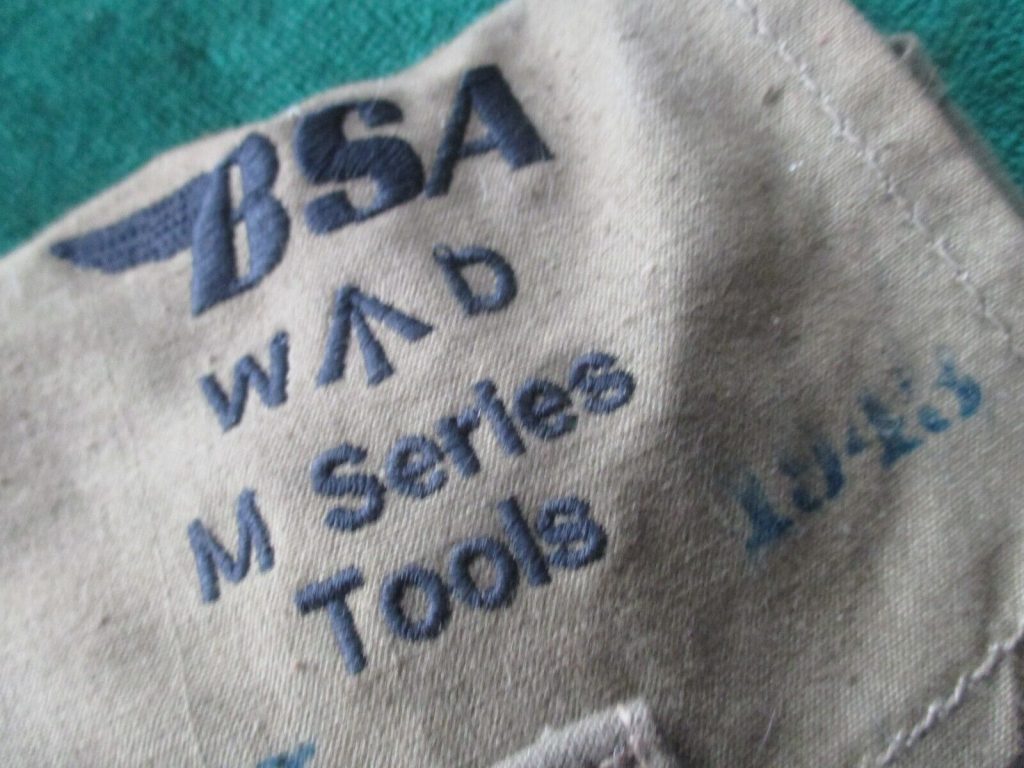 BSA
W D
M Series
Tools
1943